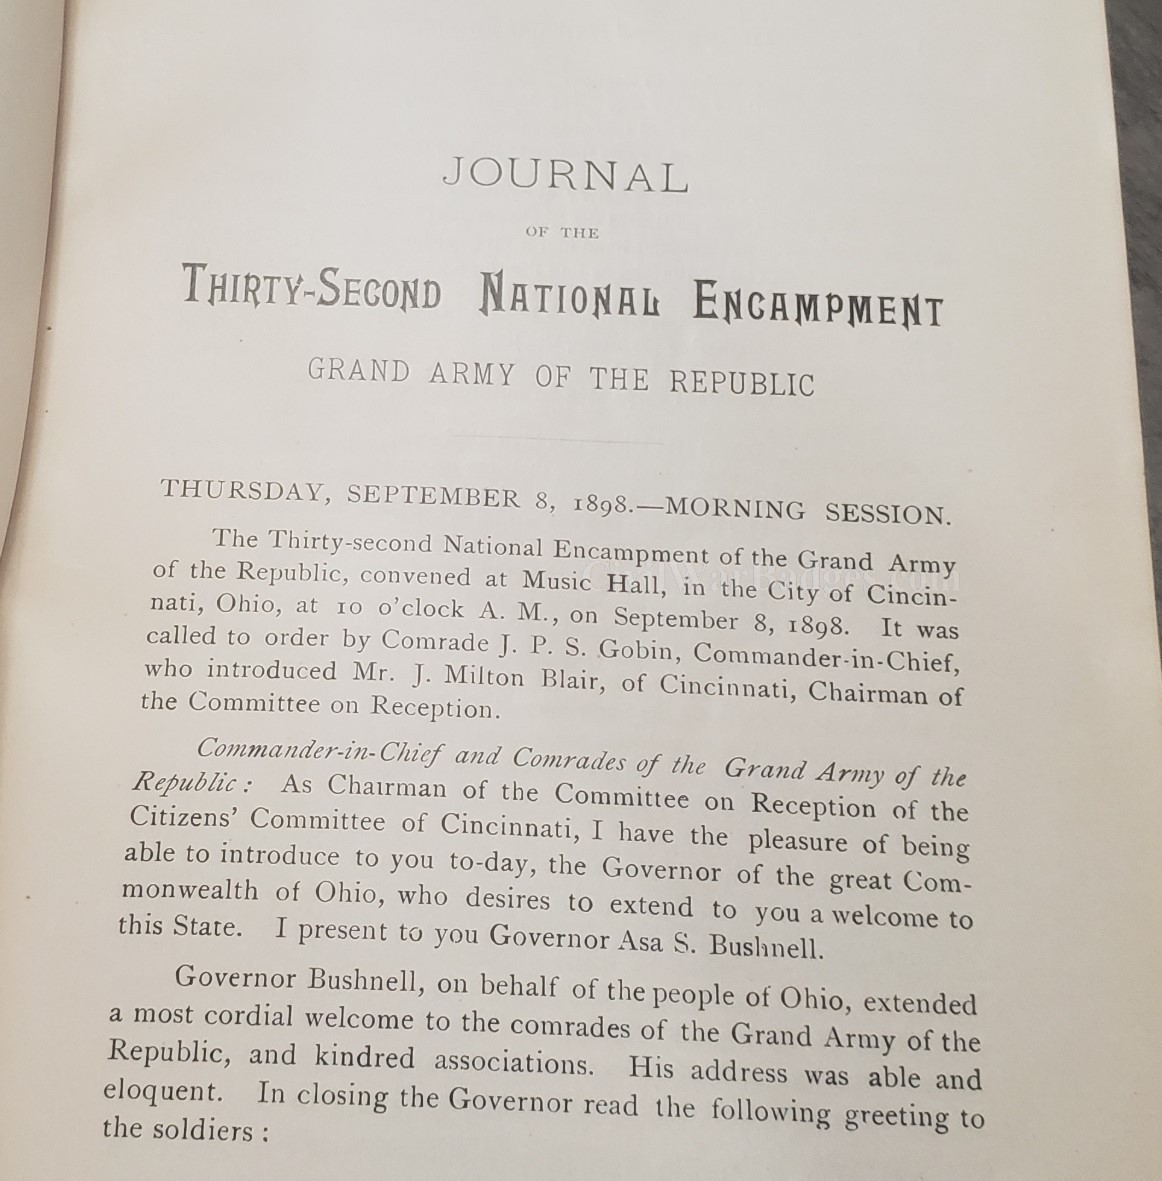 JOURNAL
OF THE
THIRTY-SECOND NATIONAL ENCAMPMENT
GRAND ARMY OF THE REPUBLIC
THURSDAY, SEPTEMBER 8, 1898.—MORNING SESSION.
The Thirty-second National Encampment of the Grand Army
of the Republic, convened at Music Hall, in the City of Cincin-
nati, Ohio, at 10 o'clock A. M., on September 8, 1898. It was
called to order by Comrade J. P. S. Gobin, Commander-in-Chief,
who introduced Mr. J. Milton Blair, of Cincinnati, Chairman of
the Committee on Reception.
Commander-in-Chief and Comrades of the Grand Army of the
Republic: As Chairman of the Committee on Reception of the
Citizens' Committee of Cincinnati, I have the pleasure of being
able to introduce to you to-day, the Governor of the great Com-
monwealth of Ohio, who desires to extend to you a welcome to
this State. I present to you Governor Asa S. Bushnell.
Governor Bushnell, on behalf of the people of Ohio, extended
a most cordial welcome to the comrades of the Grand Army of the
Republic, and kindred associations. His address was able and
eloquent. In closing the Governor read the following greeting to
the soldiers: